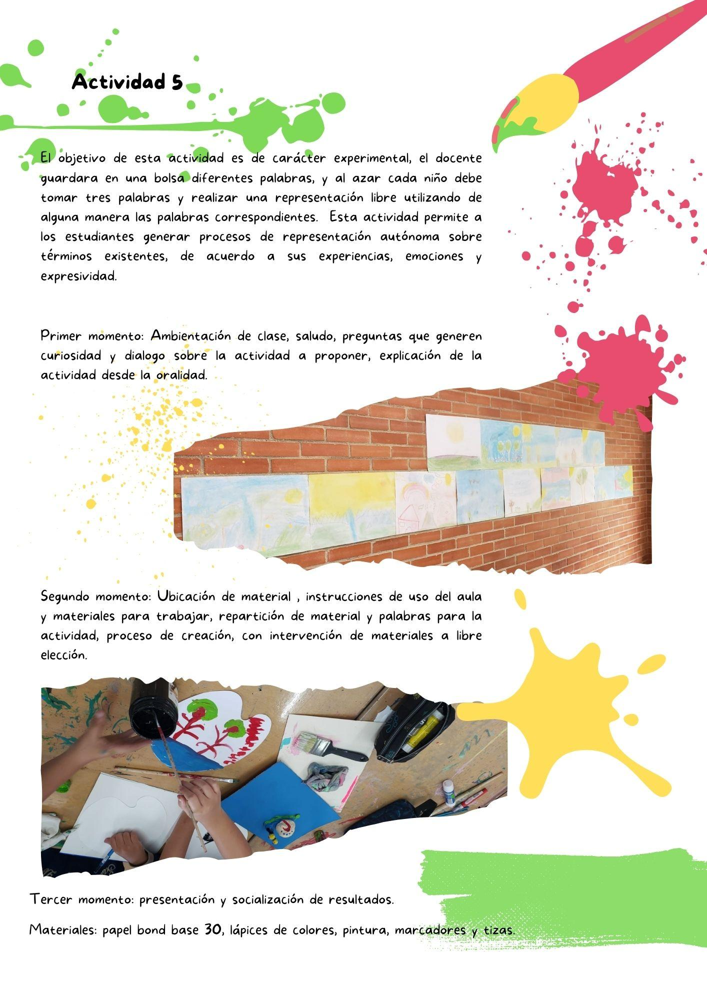 Actividad 5
El objetivo de esta actividad es de carácter experimental, el docente
guardara en una bolsa diferentes palabras, y al azar cada niño debe
tomar tres palabras y realizar una representación libre utilizando de
alguna manera las palabras correspondientes. Esta actividad permite a
los estudiantes generar procesos de representación autónoma sobre
términos existentes, de acuerdo a sus experiencias, emociones y
expresividad.
Primer momento: Ambientación de clase, saludo, preguntas que generen
curiosidad y dialogo sobre la actividad a proponer, explicación de la
actividad desde la oralidad.
Segundo momento: Ubicación de material , instrucciones de uso del aula
y materiales para trabajar, repartición de material y palabras para la
actividad, proceso de creación, con intervención de materiales a libre
elección.
Tercer momento: presentación y socialización de resultados.
Materiales: papel bond base 30, lápices de colores, pintura, marcadores y tizas.